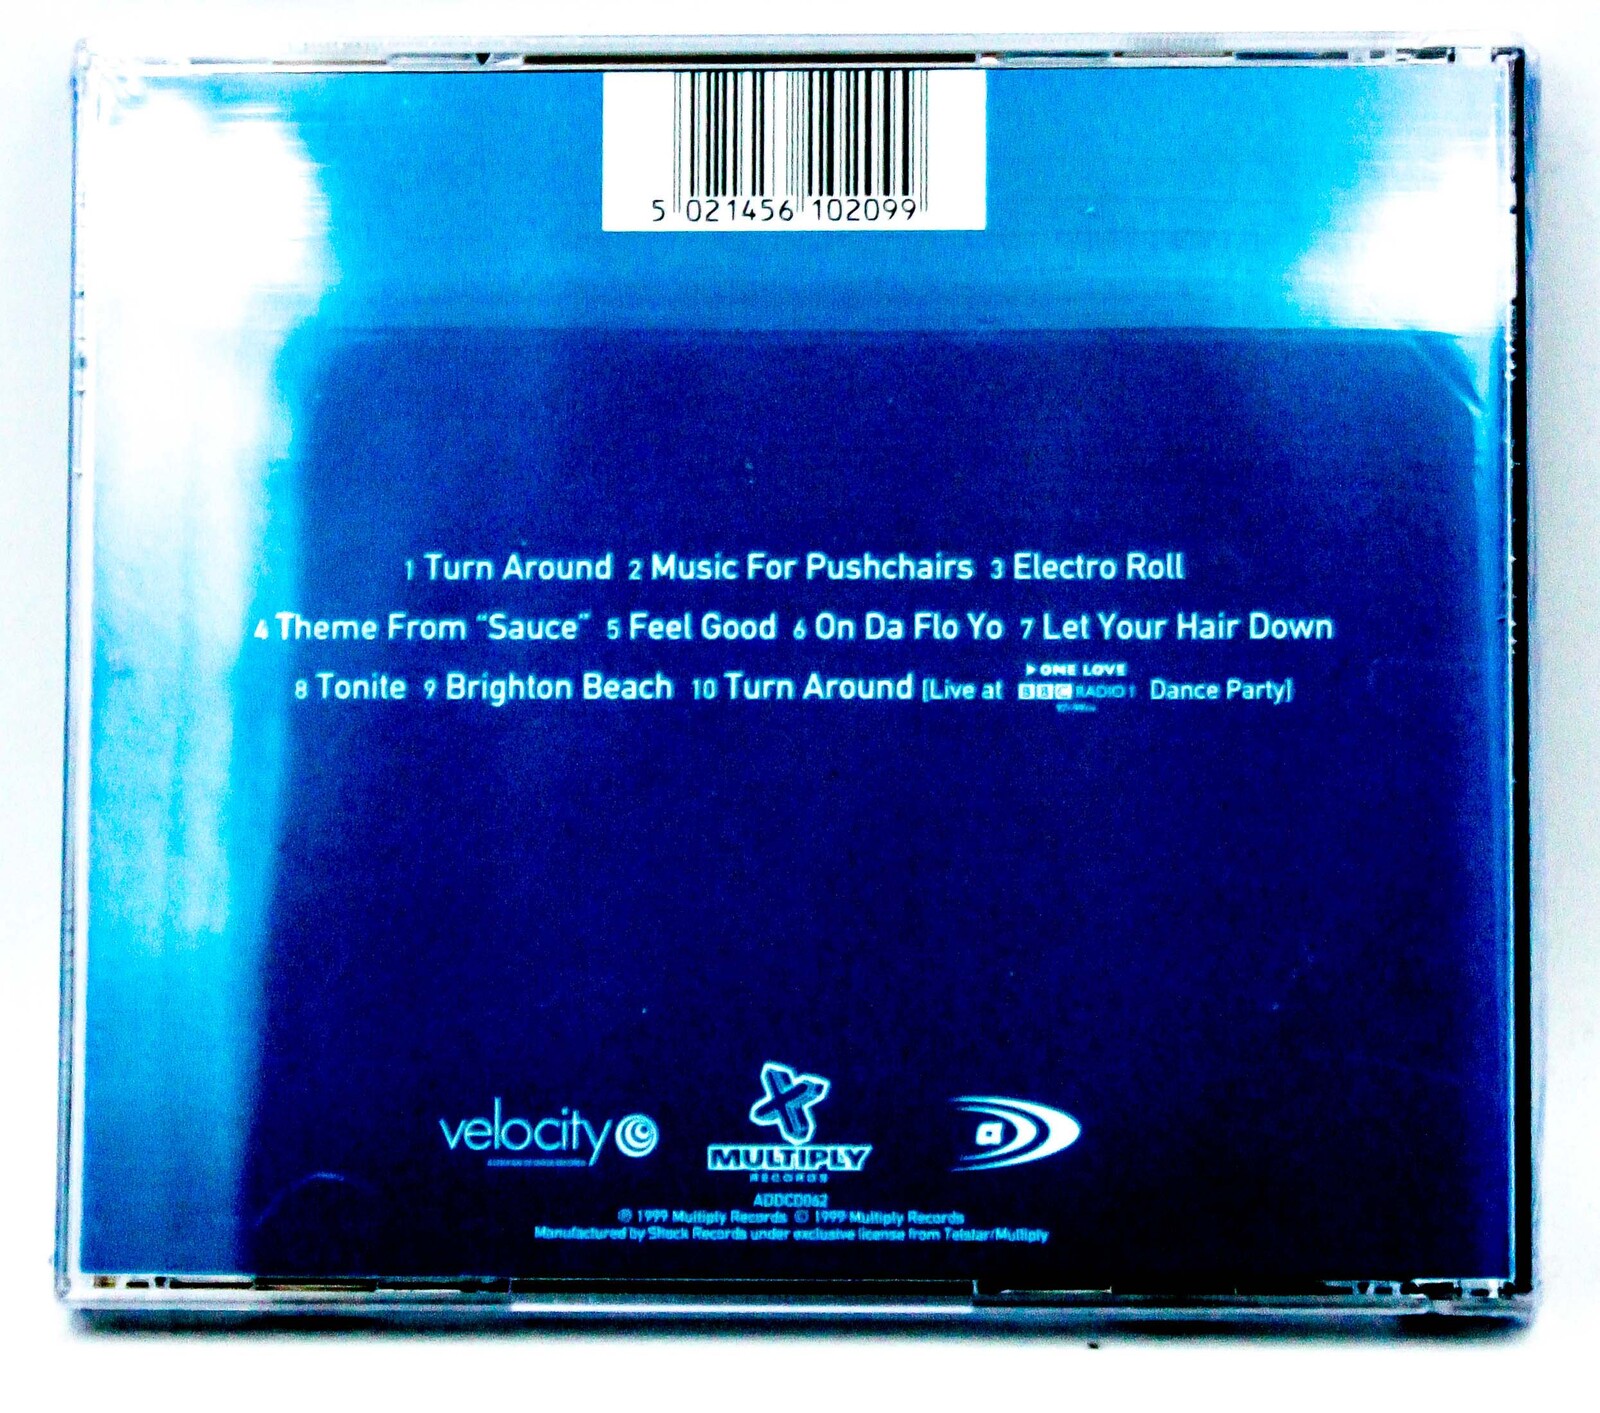 5 021456 102099
1 Turn Around 2 Music For Pushchairs 3 Electro Roll
4 Theme From "Sauce" 5 Feel Good 6 On Da Flo Yo 7 Let Your Hair Down
8 Tonite 9 Brighton Beach 10 Turn Around [Live at ONE LOVE BBC RADIO 1 Dance Party]
velocity
MULTIPLY
RECORDS
d
ADDCD062
℗ 1999 Multiply Records © 1999 Multiply Records
Manufactured by Shock Records under exclusive license from Telstar/Multiply